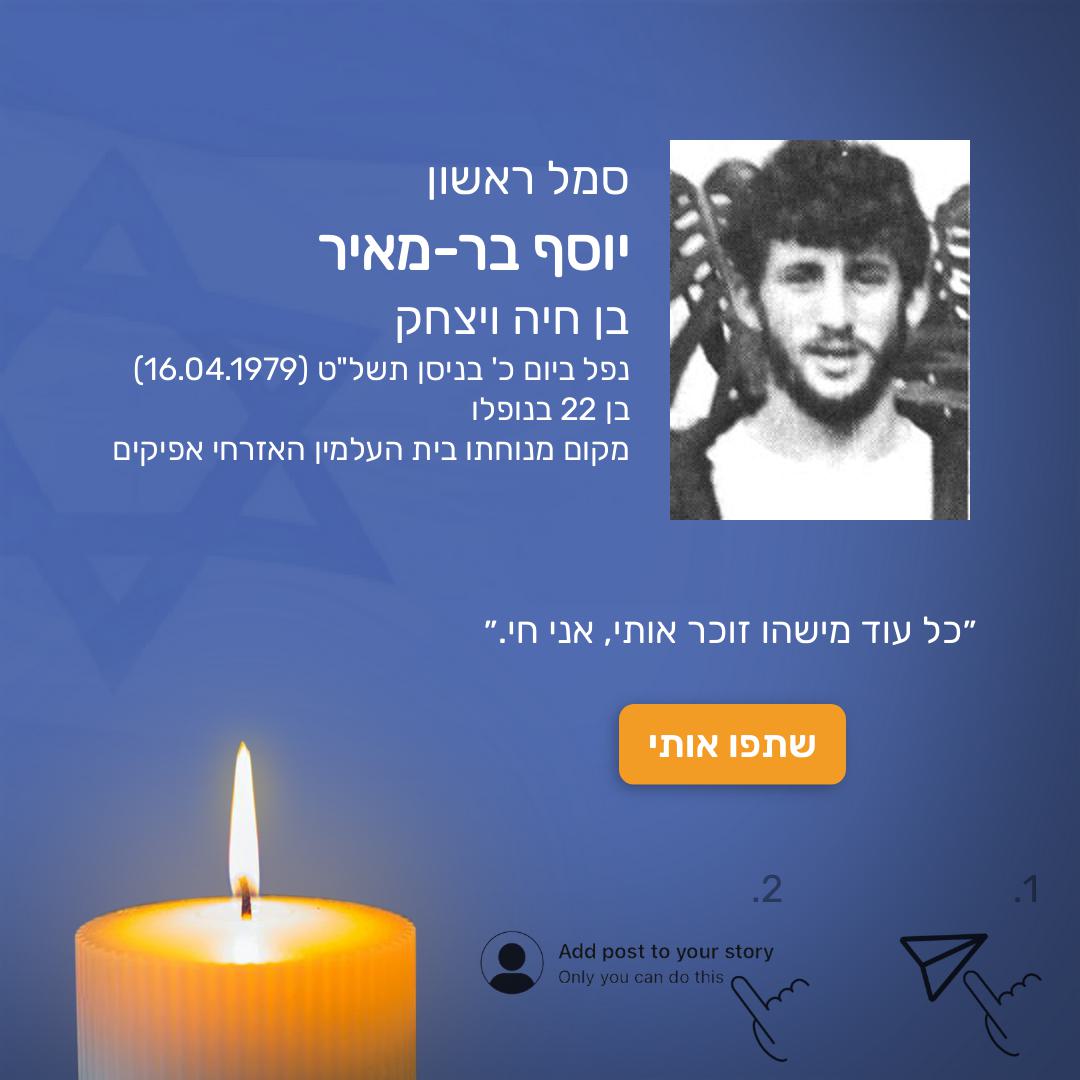 סמל ראשון
יוסף בר-מאיר
בן חיה ויצחק
נפל ביום כ' בניסן תשל"ט (16.04.1979)
בן 22 בנופלו
מקום מנוחתו בית העלמין האזרחי אפיקים
״כל עוד מישהו זוכר אותי, אני חי.״
שתפו אותי
1.
2.
Add post to your story
Only you can do this